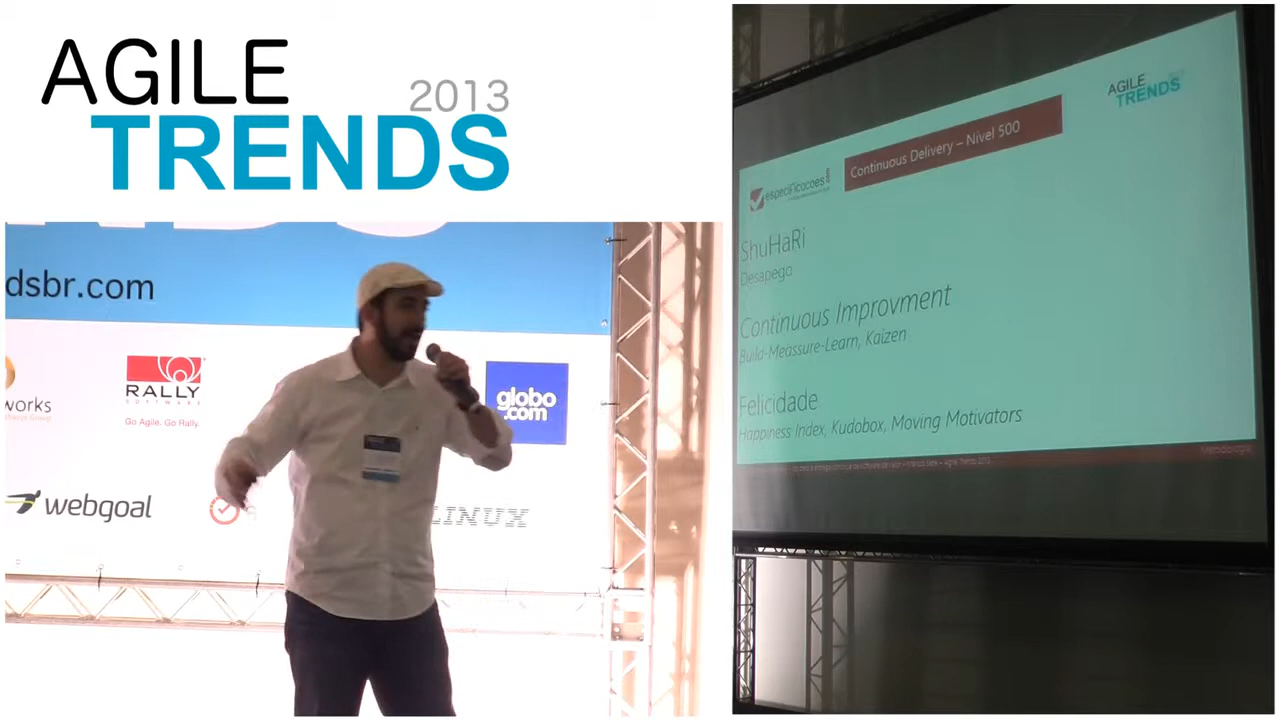 AGILE
2013
TRENDS
dsbr.com
works
RALLY
SOFTWARE
Go Agile. Go Rally.
globo
.com
webgoal
LINUX
AGILE
TRENDS
Continuous Delivery – Nivel 500
especificacoes
ShuHaRi
Desapego
Continuous Improvment
Build-Meassure-Learn, Kaizen
Felicidade
Happiness Index, Kudobox, Moving Motivators